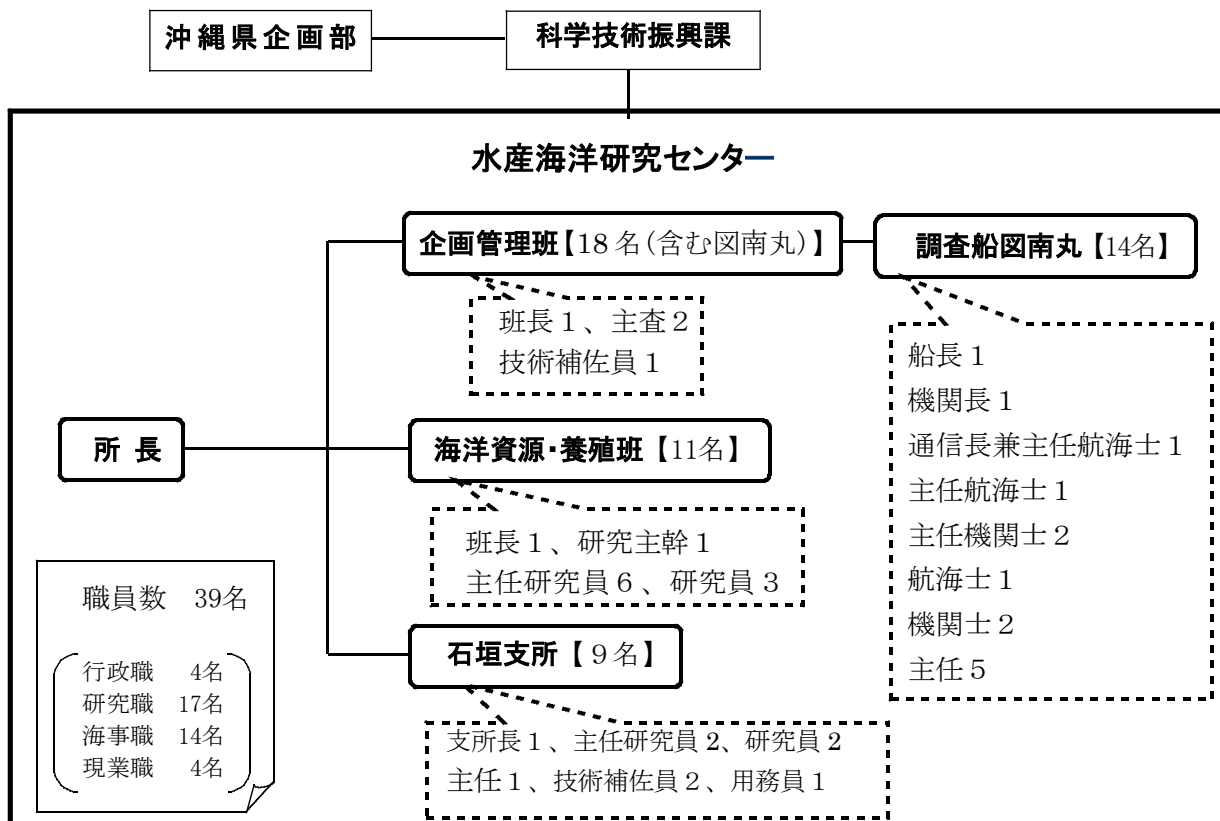 沖縄県企画部
科学技術振興課
水産海洋研究センター
企画管理班【18名(含む図南丸)】
調査船図南丸【14名】
班長１、主査２
技術補佐員１
船長１
機関長１
通信長兼主任航海士１
主任航海士１
主任機関士２
航海士１
機関士２
主任５
所長
海洋資源・養殖班【11名】
班長１、研究主幹１
主任研究員６、研究員３
石垣支所【９名】
支所長１、主任研究員２、研究員２
主任１、技術補佐員２、用務員１
職員数　39名
行政職　4名
研究職　17名
海事職　14名
現業職　4名